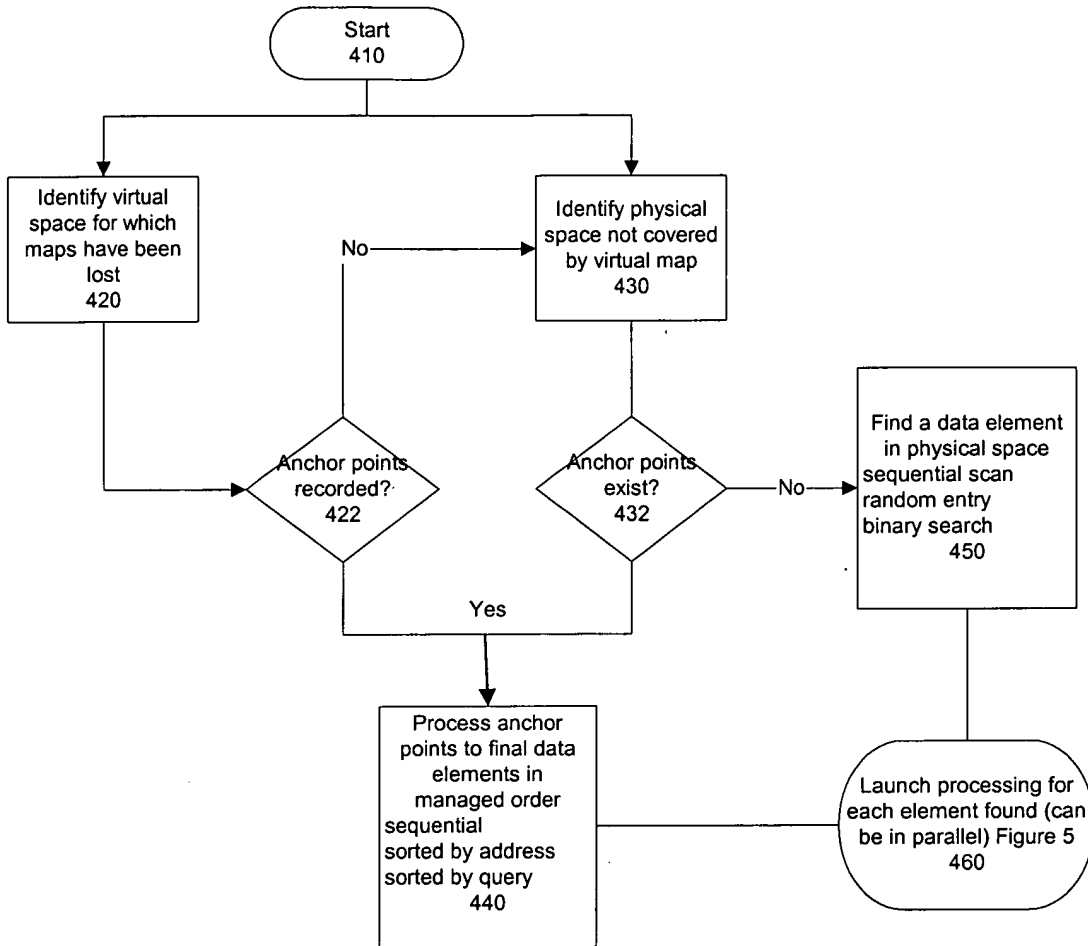 Start
410
Identify virtual
space for which
maps have been
lost
420
Identify physical
space not covered
by virtual map
430
No
Anchor points
recorded?
422
Anchor points
exist?
432
No
Find a data element
in physical space
sequential scan
random entry
binary search
450
Yes
Process anchor
points to final data
elements in
managed order
sequential
sorted by address
sorted by query
440
Launch processing for
each element found (can
be in parallel) Figure 5
460